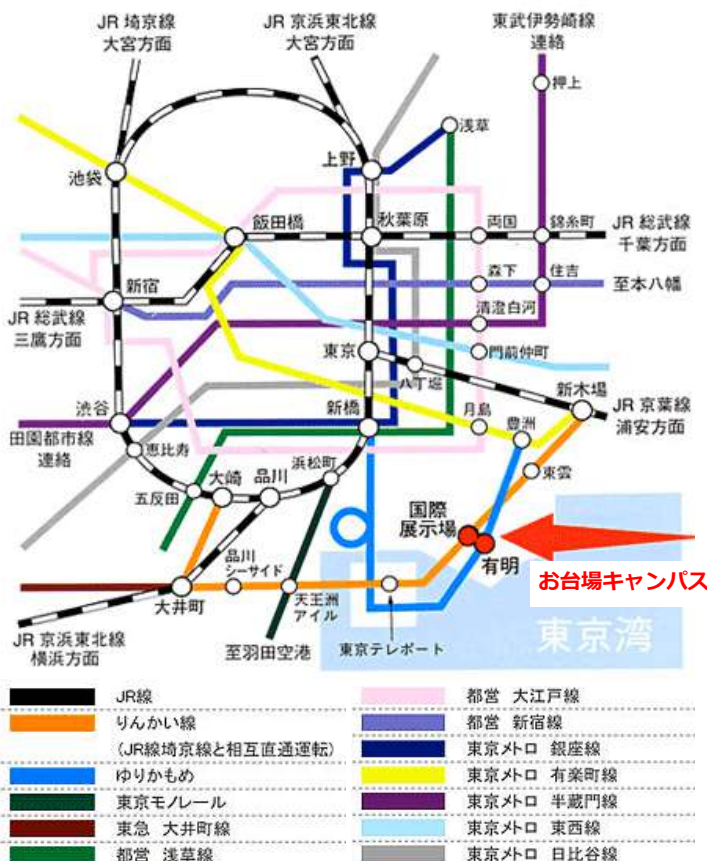 JR 埼京線
大宮方面
JR 京浜東北線
大宮方面
東武伊勢崎線
連絡
押上
浅草
上野
池袋
飯田橋
秋葉原
両国
錦糸町
JR 総武線
千葉方面
新宿
森下
住吉
至本八幡
JR 総武線
三鷹方面
清澄白河
東京
門前仲町
八丁堀
新木場
渋谷
新橋
月島
豊洲
JR 京葉線
浦安方面
田園都市線
連絡
恵比寿
浜松町
東雲
五反田
大崎
品川
国際
展示場
有明
お台場キャンパス
品川
シーサイド
大井町
天王洲
アイル
東京テレポート
東京湾
JR 京浜東北線
横浜方面
至羽田空港
JR線
りんかい線
(JR線埼京線と相互直通運転)
ゆりかもめ
東京モノレール
東急 大井町線
都営 浅草線
都営 大江戸線
都営 新宿線
東京メトロ 銀座線
東京メトロ 有楽町線
東京メトロ 半蔵門線
東京メトロ 東西線
東京メトロ 日比谷線